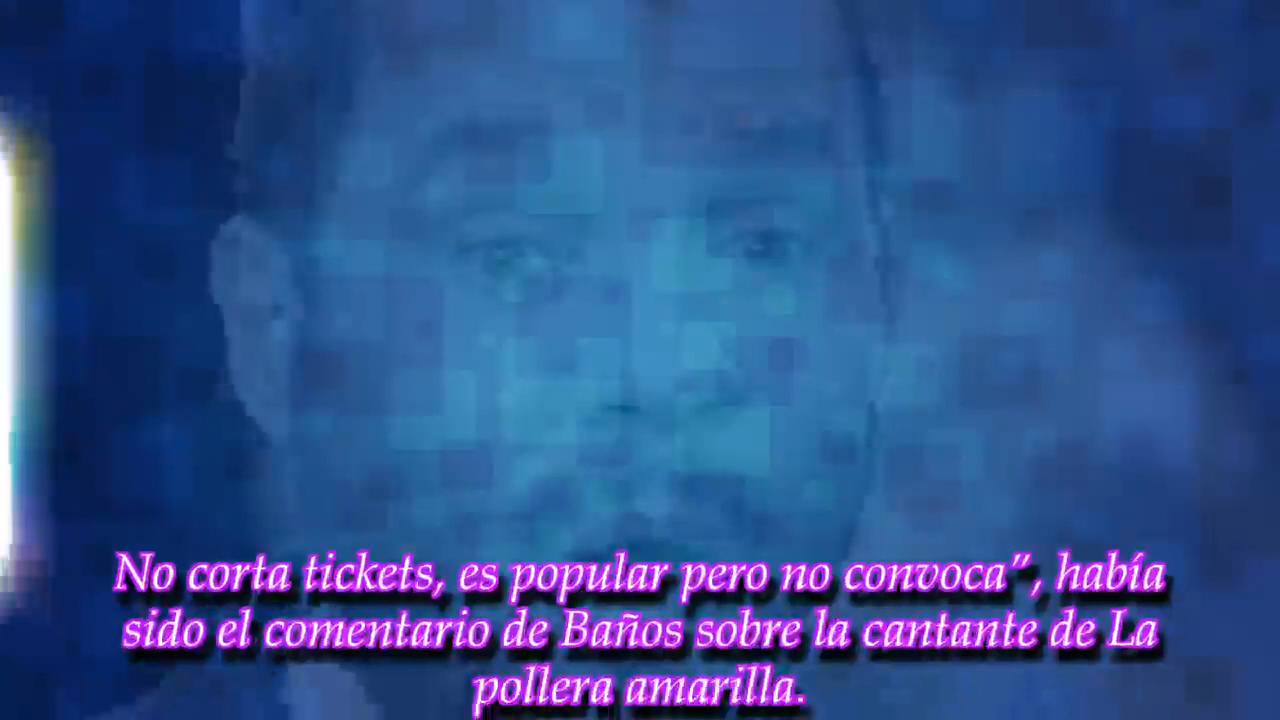 No corta tickets, es popular pero no convoca”, había
sido el comentario de Baños sobre la cantante de La
pollera amarilla.